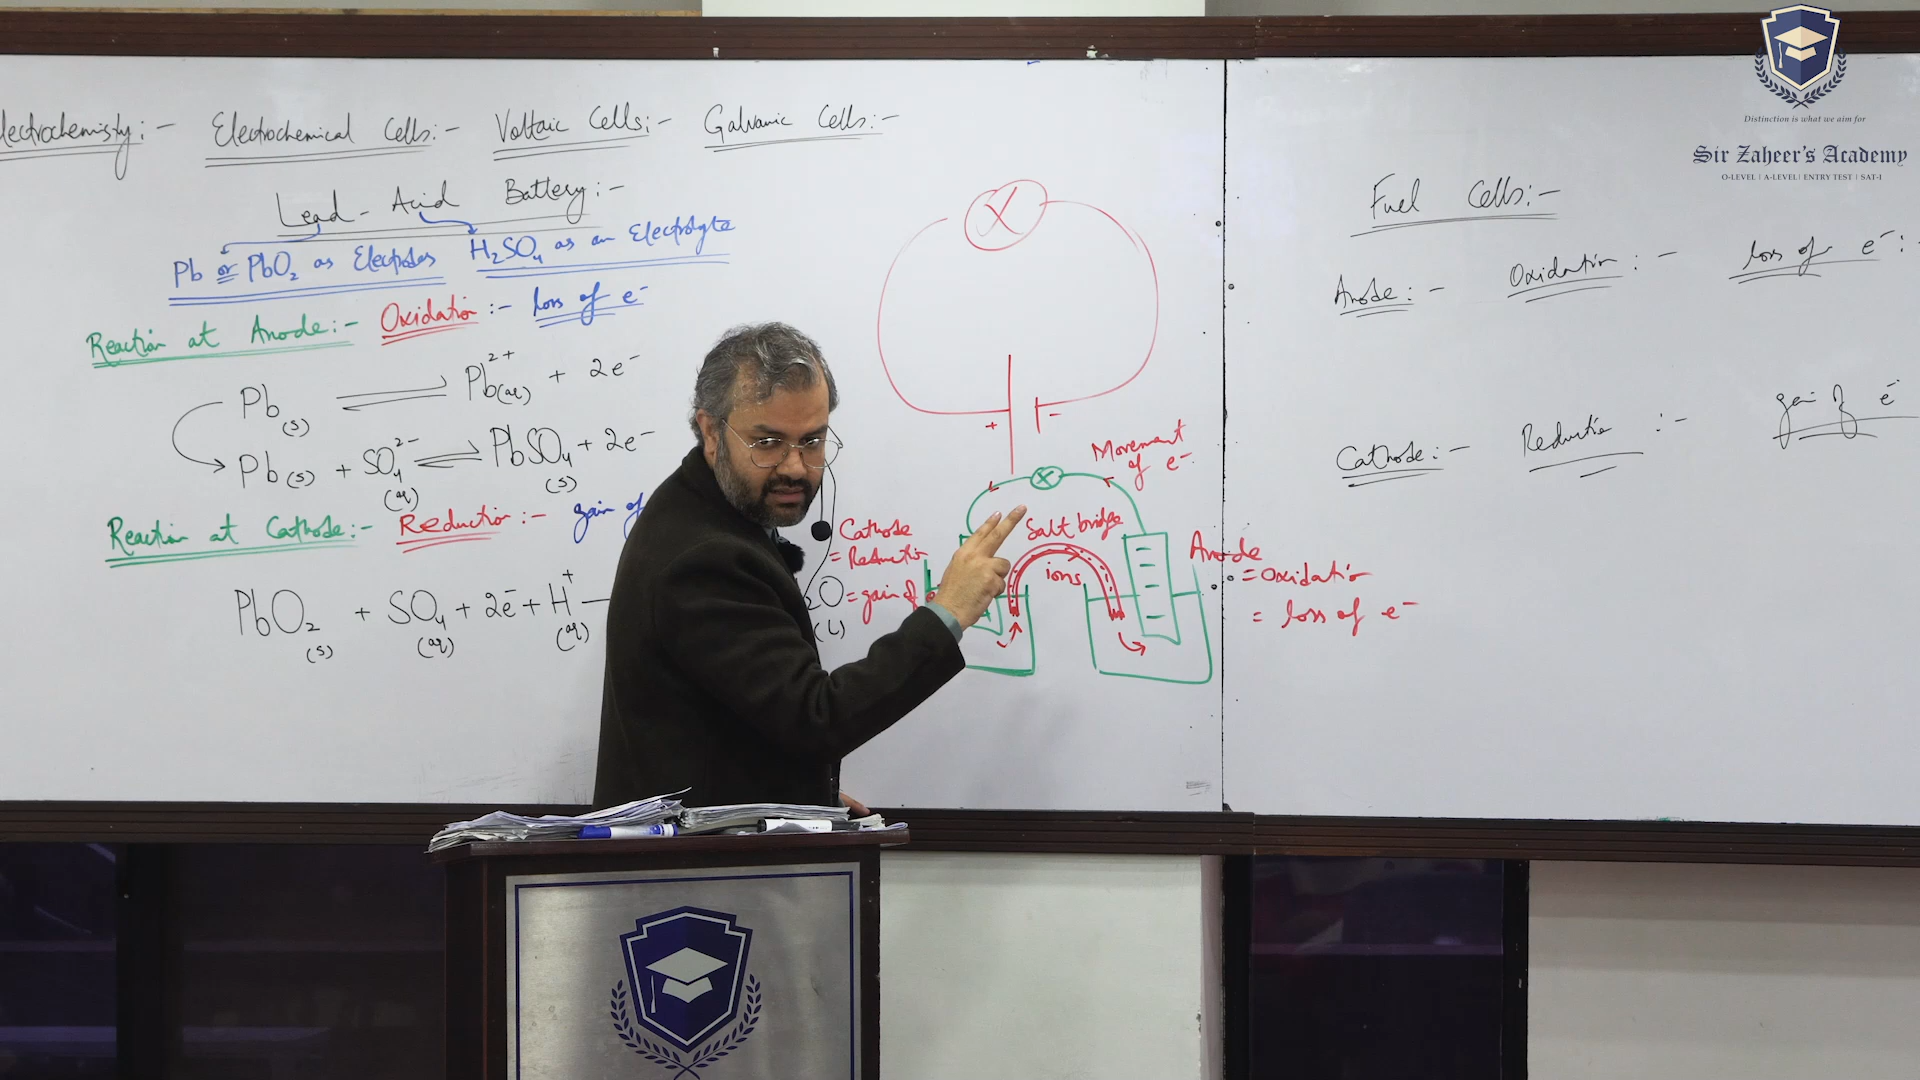 lectrochemisty:- Electrochemical Cells:- Voltaic Cells:- Galvanic Cells:-
Lead - Acid Battery:-
Pb or PbO2 as Electrodes H2SO4 as an Electrolyte
Reaction at Anode:- Oxidation:- loss of e-
Pb(s) ⇌ Pb2+(aq) + 2e-
Pb(s) + SO4 2-(aq) ⇌ PbSO4(s) + 2e-
Reaction at Cathode:- Reduction:- gain of
PbO2(s) + SO4(aq) + 2e- + H+(aq)
2O(l)
X
+ -
Movement
of e-
X
Cathode
= Reduction
= gain of e
Salt bridge
ions
Anode
= Oxidation
= loss of e-
Fuel Cells:-
Anode:- Oxidation:- loss of e-:
Cathode:- Reductio :- gain of e-
Distinction is what we aim for
Sir Zaheer's Academy
O-LEVEL | A-LEVEL | ENTRY TEST | SAT-I